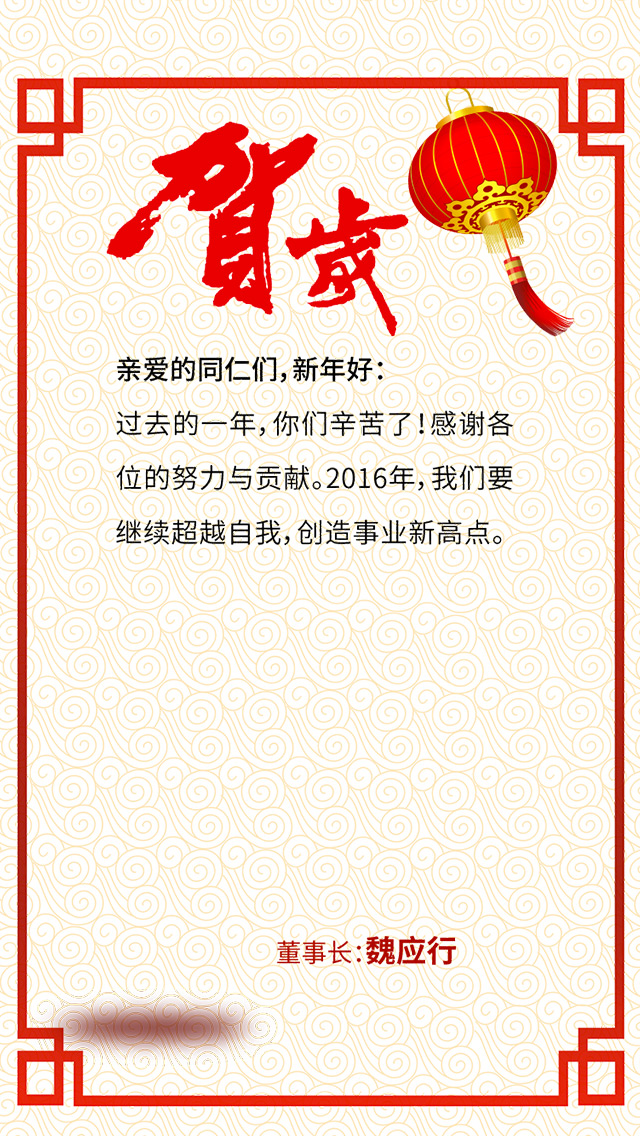 贺歲
亲爱的同仁们，新年好：
过去的一年，你们辛苦了！感谢各
位的努力与贡献。2016年，我们要
继续超越自我，创造事业新高点。
董事长：魏应行